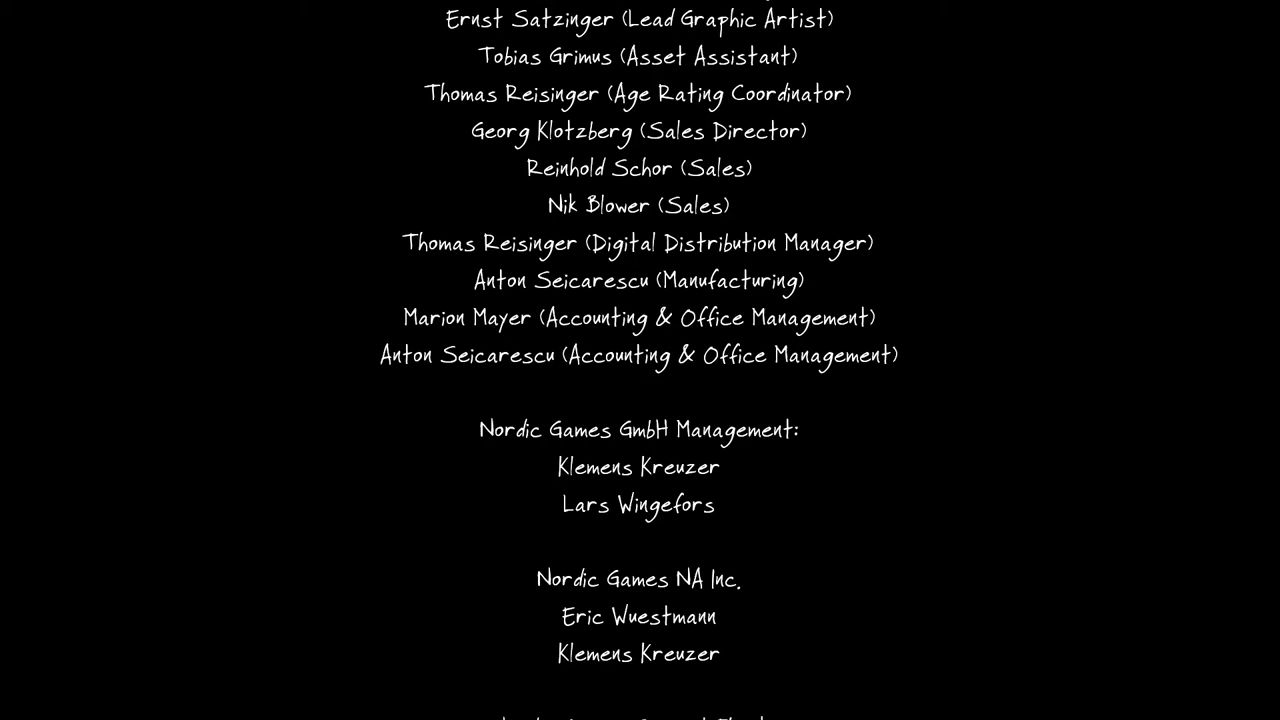 Ernst Satzinger (Lead Graphic Artist)
Tobias Grimus (Asset Assistant)
Thomas Reisinger (Age Rating Coordinator)
Georg Klotzberg (Sales Director)
Reinhold Schor (Sales)
Nik Blower (Sales)
Thomas Reisinger (Digital Distribution Manager)
Anton Seicarescu (Manufacturing)
Marion Mayer (Accounting & Office Management)
Anton Seicarescu (Accounting & Office Management)
Nordic Games GmbH Management:
Klemens Kreuzer
Lars Wingefors
Nordic Games NA Inc.
Eric Wuestmann
Klemens Kreuzer